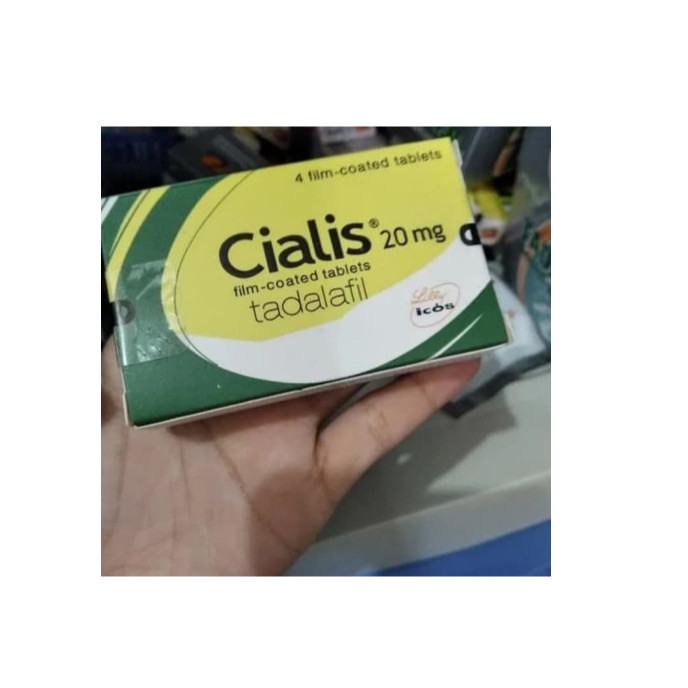 4 film-coated tablets
Cialis® 20 mg
film-coated tablets
tadalafil
Lilly
icos